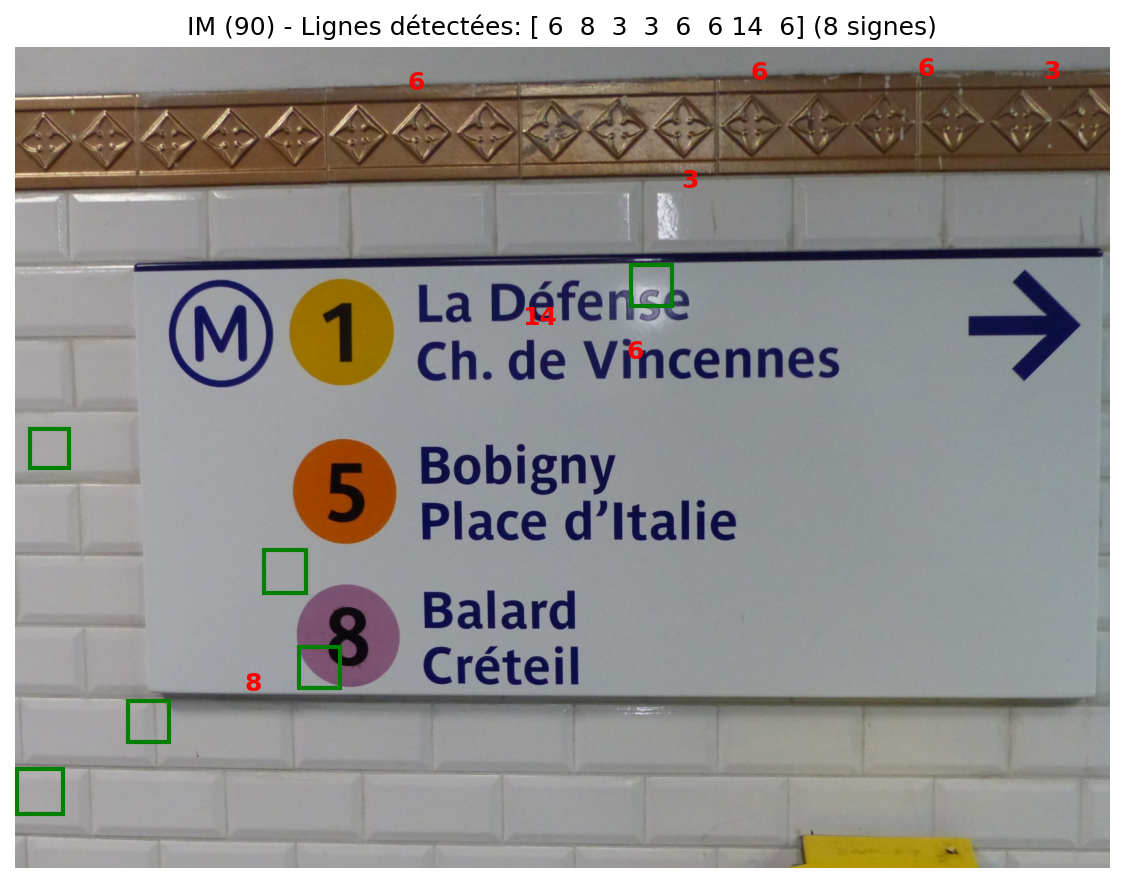 IM (90) - Lignes détectées: [ 6 8 3 3 6 6 14 6] (8 signes)
6 6 6 3
3
M 1 La Défense
14
6
Ch. de Vincennes
5 Bobigny
Place d'Italie
8 Balard
Créteil
8